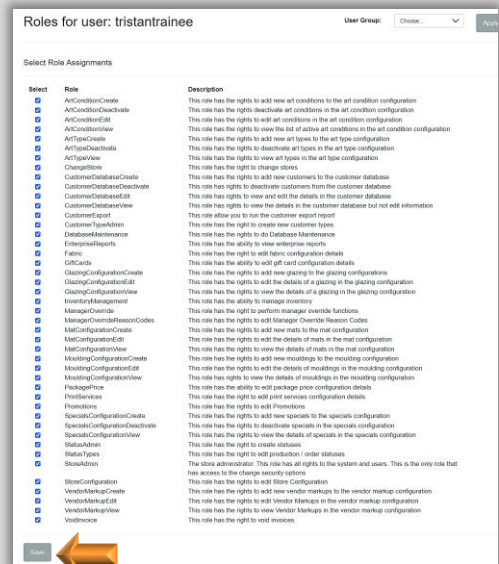 Roles for user: tristantrainee User Group: Choose... Apply
Select Role Assignments
Select Role Description
ArtConditionCreate This role has the rights to add new art conditions to the art condition configuration
ArtConditionDeactivate This role has the rights deactivate art conditions in the art condition configuration
ArtConditionEdit This role has the rights to edit art conditions in the art condition configuration
ArtConditionView This role has the rights to view the list of active art conditions in the art condition configuration
ArtTypeCreate This role has the rights to add new art types to the art type configuration
ArtTypeDeactivate This role has the rights to deactivate art types in the art type configuration
ArtTypeView This role has the rights to view art types in the art type configuration
ChangeStore This role has the rights to change stores
CustomerDatabaseCreate This role has the rights to add new customers to the customer database
CustomerDatabaseDeactivate This role has rights to deactivate customers from the customer database
CustomerDatabaseEdit This role has rights to view and edit the details in the customer database
CustomerDatabaseView This role has rights to view the details in the customer database but not edit information
CustomerExport This role allow you to run the customer export report
CustomerTypeAdmin This role has the right to create new customer types
DatabaseMaintenance This role has the rights to do Database Maintenance
EnterpriseReports This role has the ability to view enterprise reports
Fabric This role has the right to edit fabric configuration details
GiftCards This role has the ability to edit gift card configuration details
GlazingConfigurationCreate This role has the rights to add new glazing to the glazing configurations
GlazingConfigurationEdit This role has the rights to edit the details of a glazing in the glazing configuration
GlazingConfigurationView This role has the rights to view the details of a glazing in the glazing configuration
InventoryManagement This role has the ability to manage inventory
ManagerOverride This role has the right to perform manager override functions
ManagerOverrideReasonCodes This role has the rights to edit Manager Override Reason Codes
MatConfigurationCreate This role has the rights to add new mats to the mat configuration
MatConfigurationEdit This role has the rights to edit the details of mats in the mat configuration
MatConfigurationView This role has the rights to view the details of mats in the mat configuration
MouldingConfigurationCreate This role has the rights to add new mouldings to the moulding configuration
MouldingConfigurationEdit This role has the rights to edit the details of mouldings in the moulding configuration
MouldingConfigurationView This role has rights to view the details of mouldings in the moulding configuration
PackagePrice This role has the ability to edit package price configuration details
PrintServices This role has the right to edit print services configuration details
Promotions This role has the rights to edit Promotions
SpecialsConfigurationCreate This role has the rights to add new specials to the specials configuration
SpecialsConfigurationDeactivate This role has the rights to deactivate specials in the specials configuration
SpecialsConfigurationView This role has the rights to view the details of specials in the specials configuration
StatusAdmin This role has the right to create statuses
StatusTypes This role has the right to edit production / order statuses
StoreAdmin The store administrator. This role has all rights to the system and users. This is the only role that
has access to the change security options
StoreConfiguration This role has the rights to edit Store Configuration
VendorMarkupCreate This role has the rights to add new vendor markups to the vendor markup configuration
VendorMarkupEdit This role has the rights to edit Vendor Markups in the vendor markup configuration
VendorMarkupView This role has the rights to view Vendor Markups in the vendor markup configuration
VoidInvoice This role has the right to void invoices
Save